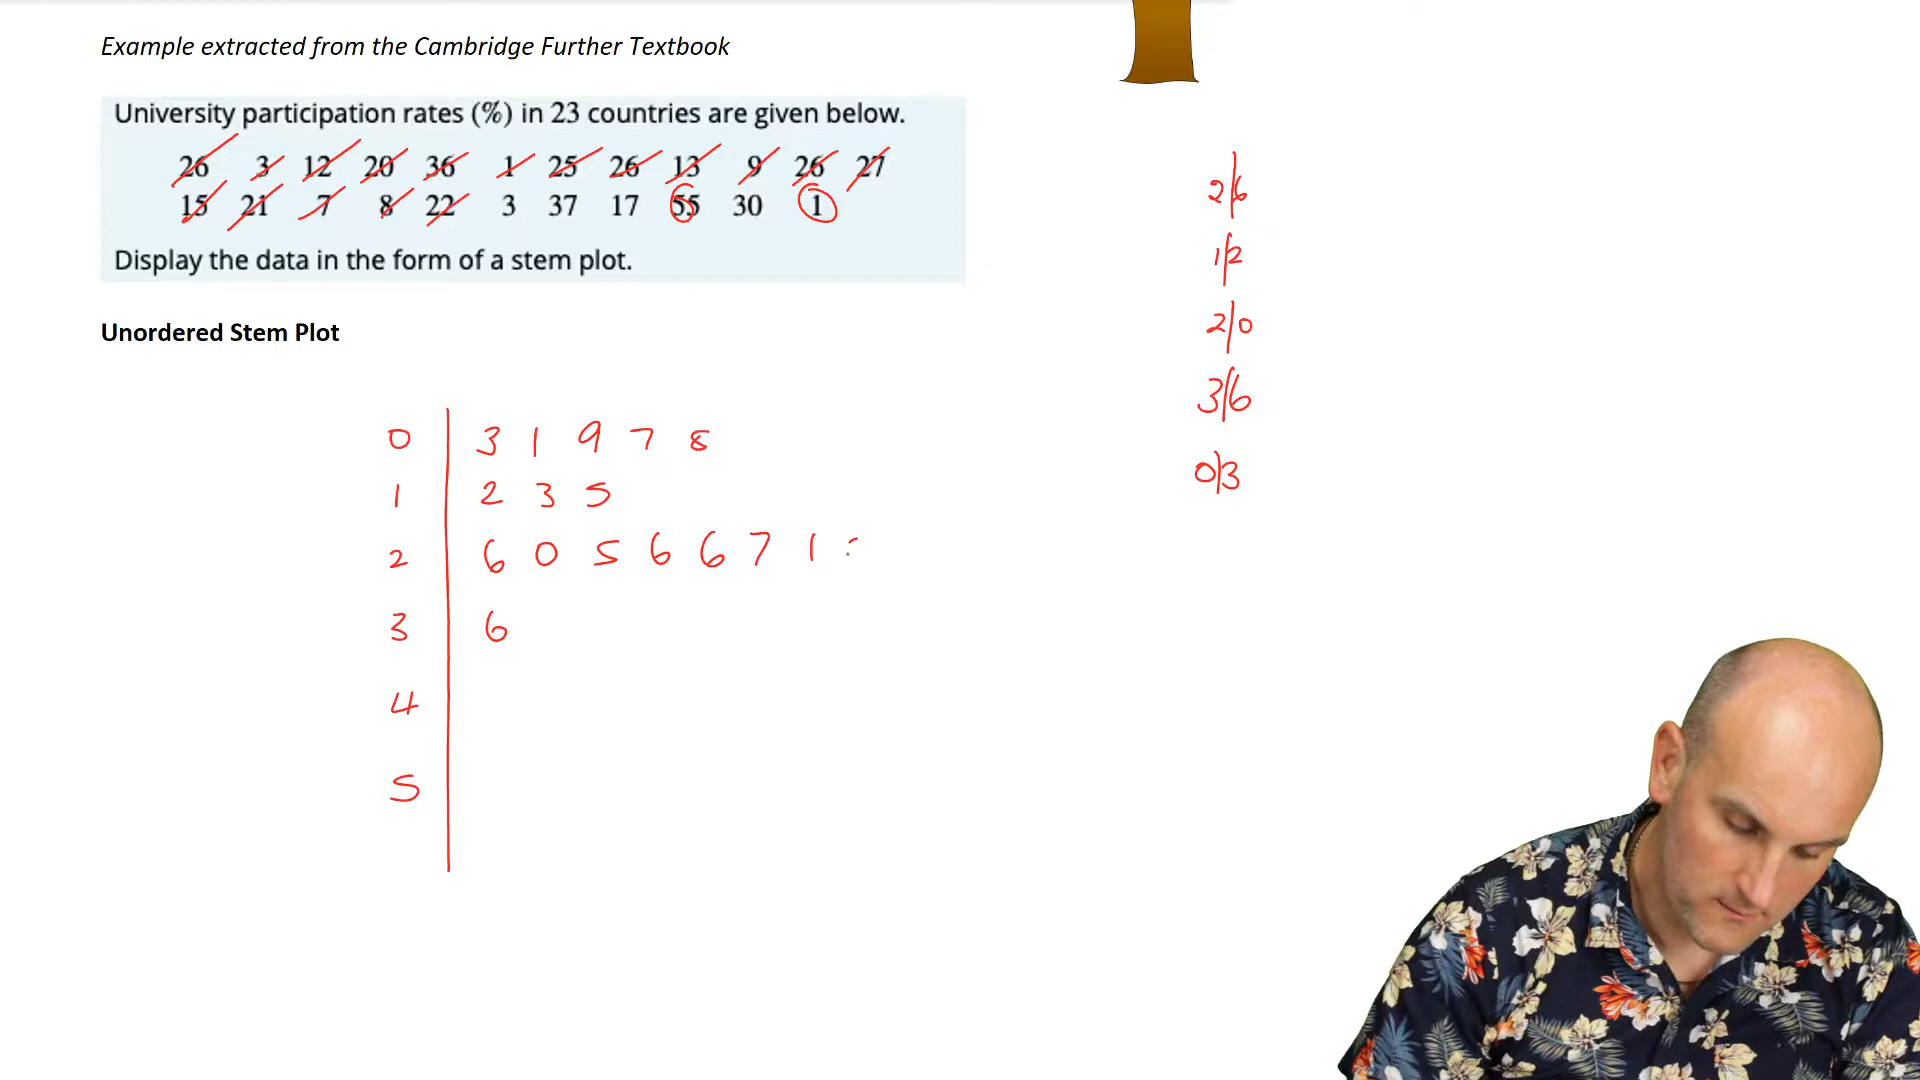 Example extracted from the Cambridge Further Textbook
University participation rates (%) in 23 countries are given below.
26 3 12 20 36 1 25 26 13 9 26 27
15 21 7 8 22 3 37 17 55 30 1
Display the data in the form of a stem plot.
Unordered Stem Plot
0 | 3 1 9 7 8
1 | 2 3 5
2 | 6 0 5 6 6 7 1
3 | 6
4 |
5 |
2|6
1|2
2|0
3|6
0|3